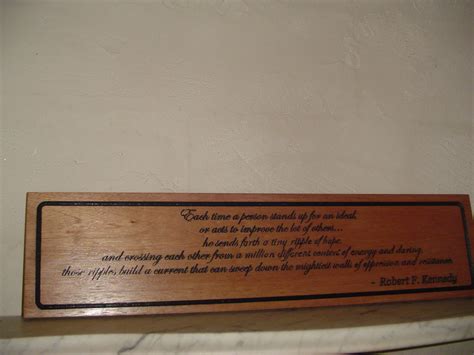 Each time a person stands up for an ideal,
or acts to improve the lot of others...
he sends forth a tiny ripple of hope,
and crossing each other from a million different centers of energy and daring,
those ripples build a current that can sweep down the mightiest walls of oppression and resistance.
- Robert F. Kennedy